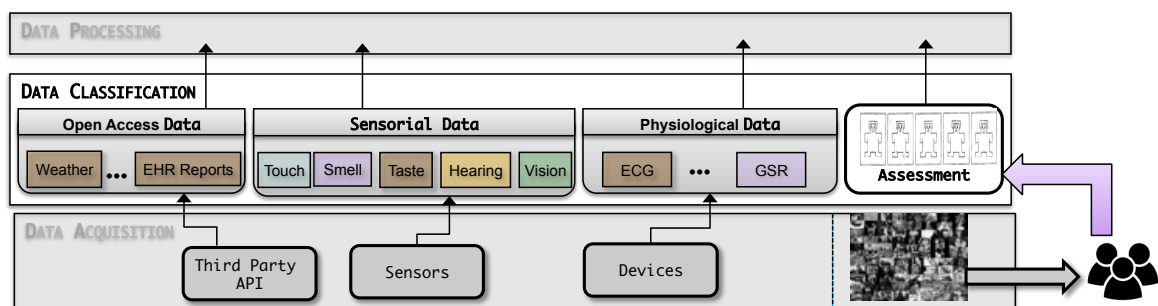 DATA PROCESSING
DATA CLASSIFICATION
Open Access Data
Sensorial Data
Physiological Data
Weather
...
EHR Reports
Touch
Smell
Taste
Hearing
Vision
ECG
...
GSR
Assessment
DATA ACQUISITION
Third Party
API
Sensors
Devices